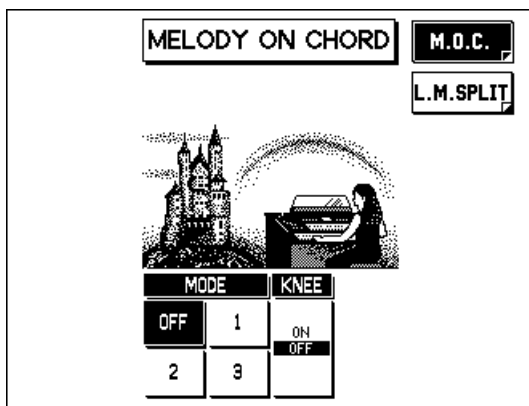 MELODY ON CHORD
M.O.C.
L.M.SPLIT
MODE
KNEE
OFF
1
ON
OFF
2
3